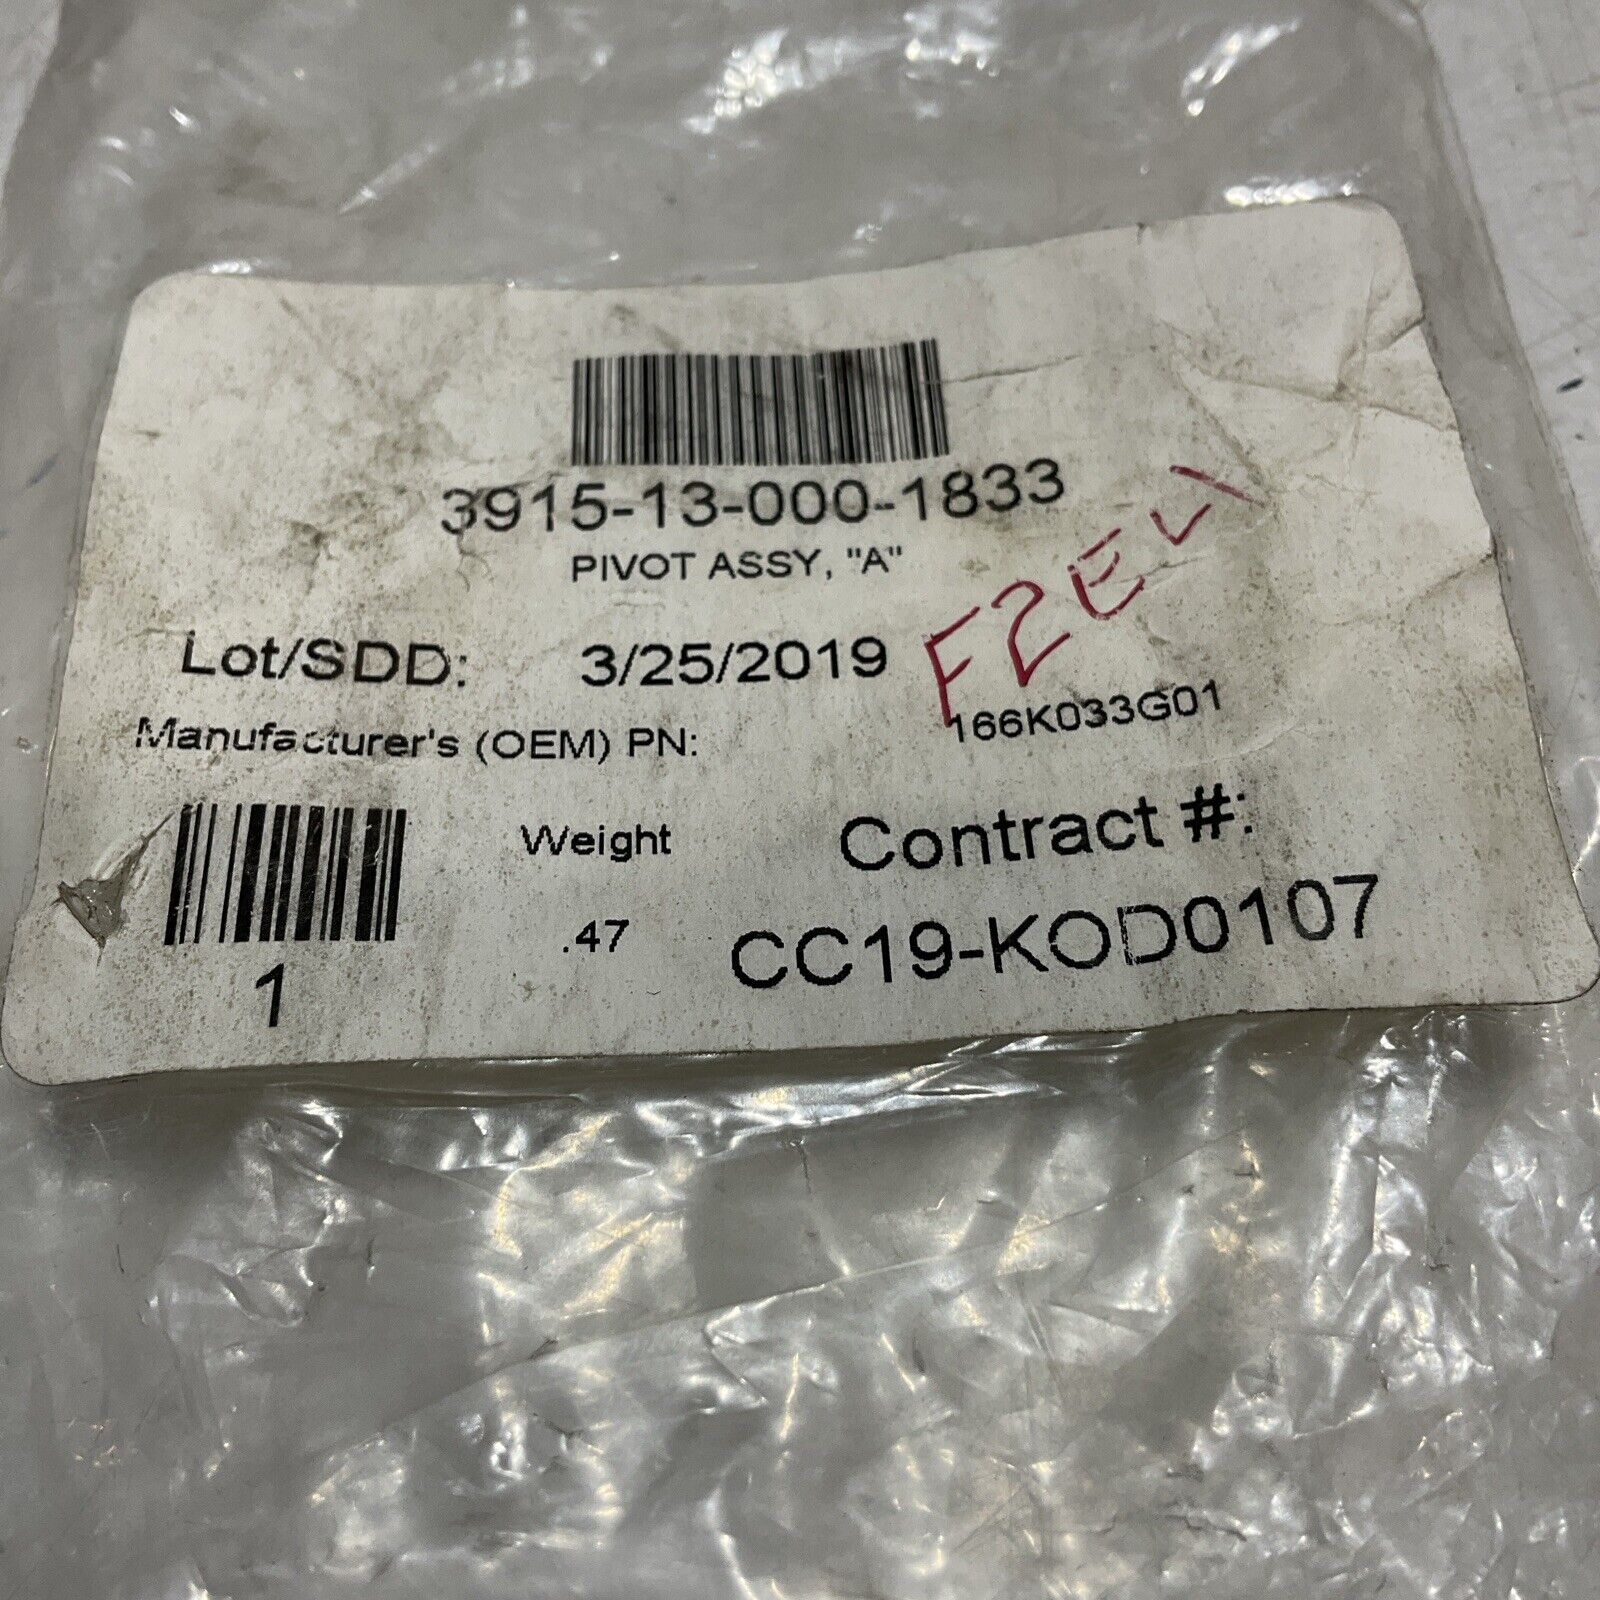 3915-13-000-1833
PIVOT ASSY, "A"
Lot/SDD: 3/25/2019
Manufacturer's (OEM) PN: 166K033G01
Weight
.47
Contract #:
CC19-KOD0107
1